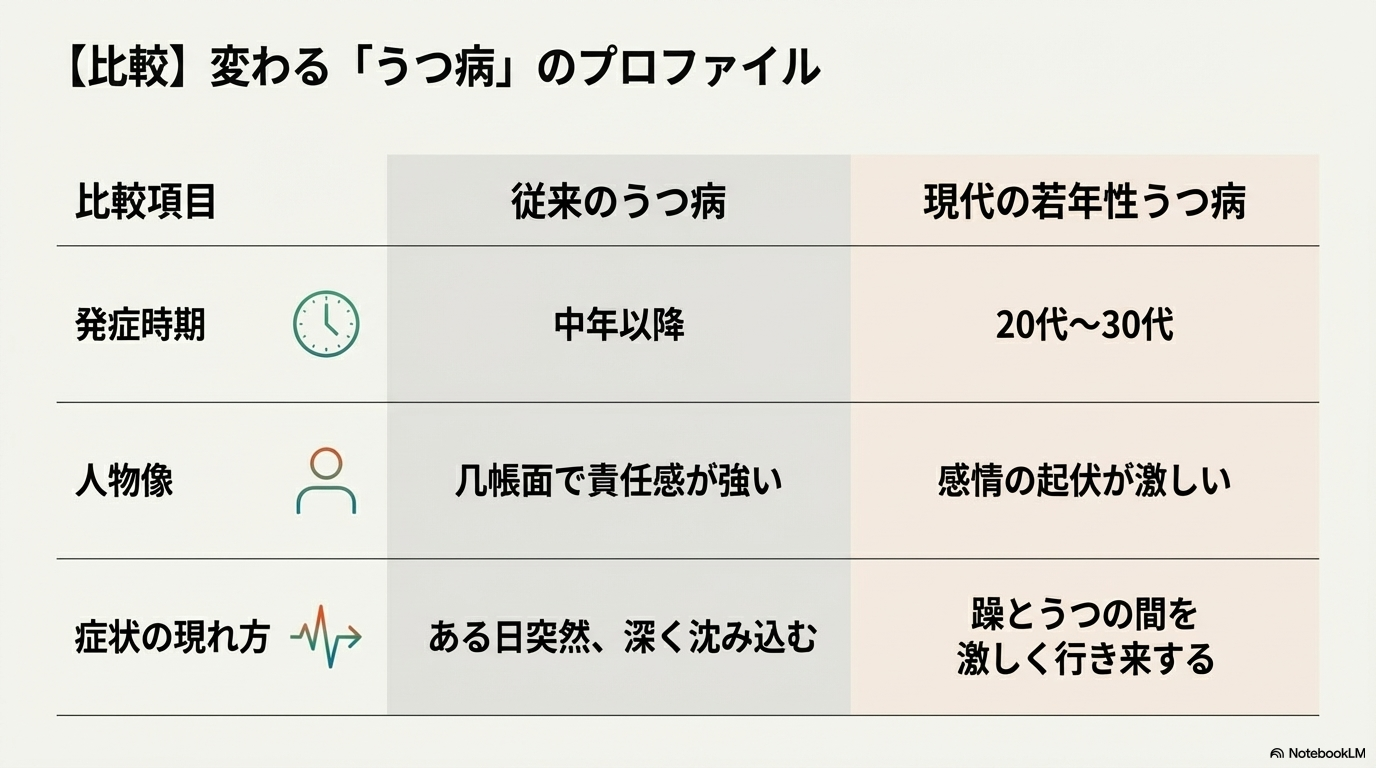 【比較】変わる「うつ病」のプロファイル
比較項目
従来のうつ病
現代の若年性うつ病
発症時期
中年以降
20代〜30代
人物像
几帳面で責任感が強い
感情の起伏が激しい
症状の現れ方
ある日突然、深く沈み込む
躁とうつの間を
激しく行き来する
NotebookLM